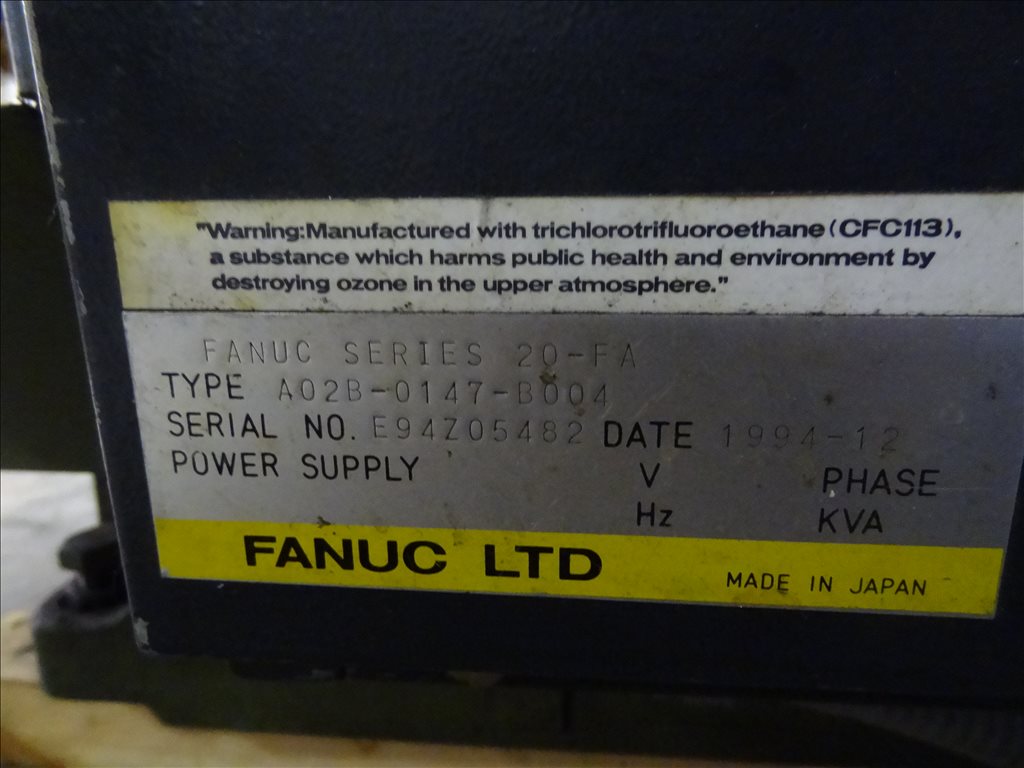 "Warning:Manufactured with trichlorotrifluoroethane (CFC113),
a substance which harms public health and environment by
destroying ozone in the upper atmosphere."
FANUC SERIES 20-FA
TYPE A02B-0147-B004
SERIAL NO. E94Z05482 DATE 1994-12
POWER SUPPLY V PHASE
Hz KVA
FANUC LTD MADE IN JAPAN